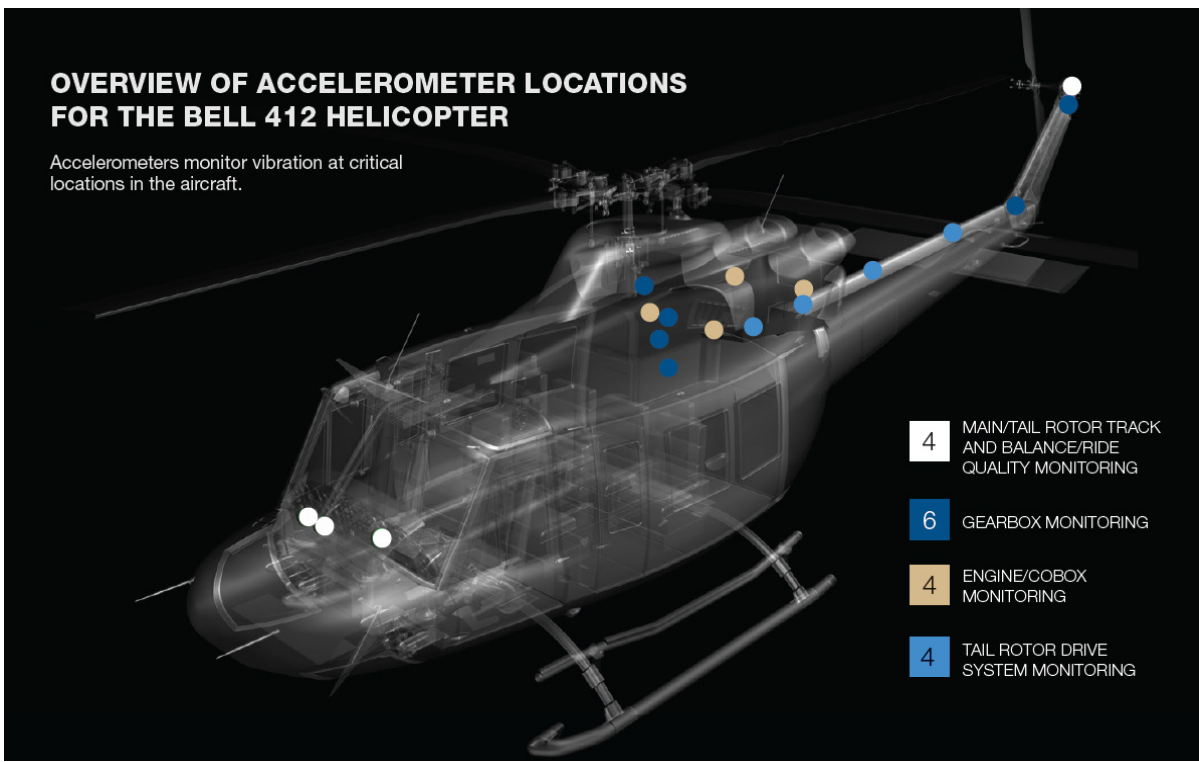 OVERVIEW OF ACCELEROMETER LOCATIONS
FOR THE BELL 412 HELICOPTER
Accelerometers monitor vibration at critical
locations in the aircraft.
4
MAIN/TAIL ROTOR TRACK
AND BALANCE/RIDE
QUALITY MONITORING
6
GEARBOX MONITORING
4
ENGINE/COBOX
MONITORING
4
TAIL ROTOR DRIVE
SYSTEM MONITORING